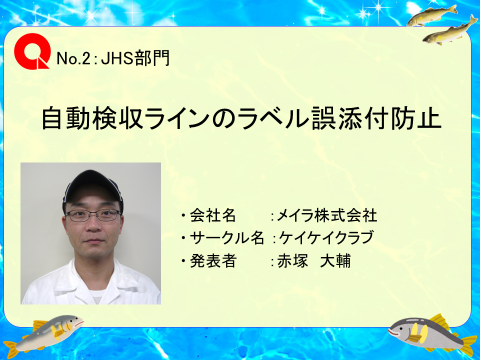 No.2：JHS部門
自動検収ラインのラベル誤添付防止
・会社名　　：メイラ株式会社
・サークル名 ：ケイケイクラブ
・発表者　　：赤塚　大輔